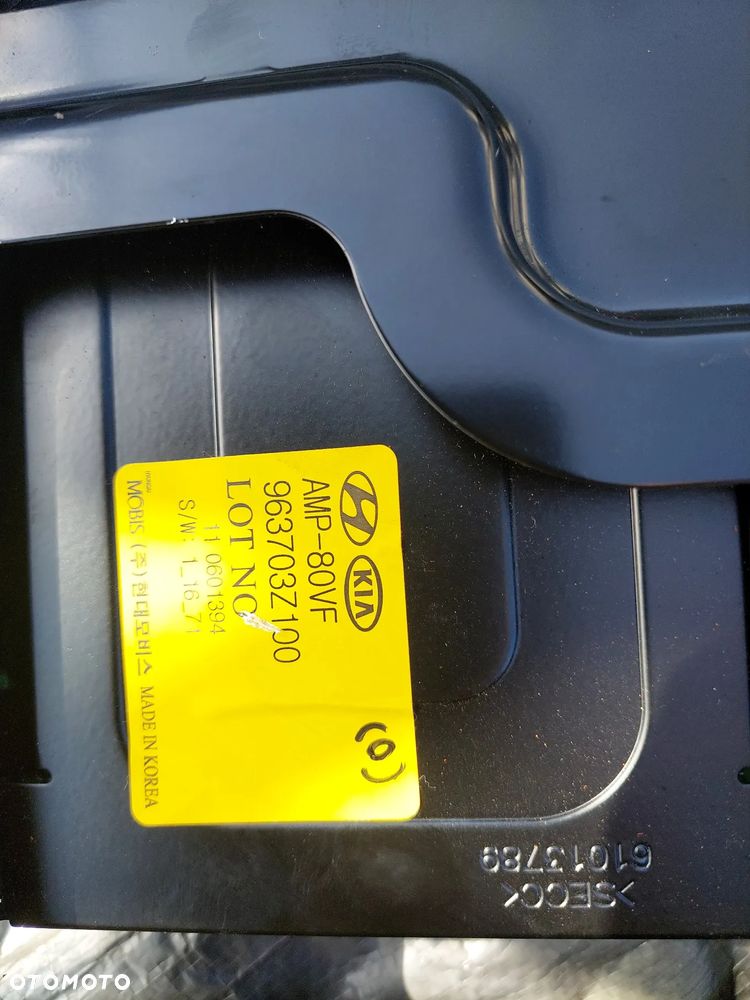 KIA
AMP-80VF
963703Z100
LOT NO
11 0601394
S/W : 1_16_71
HYUNDAI
MOBIS (주)현대모비스 MADE IN KOREA
(0)
61013789
>SECC<
OTOMOTO